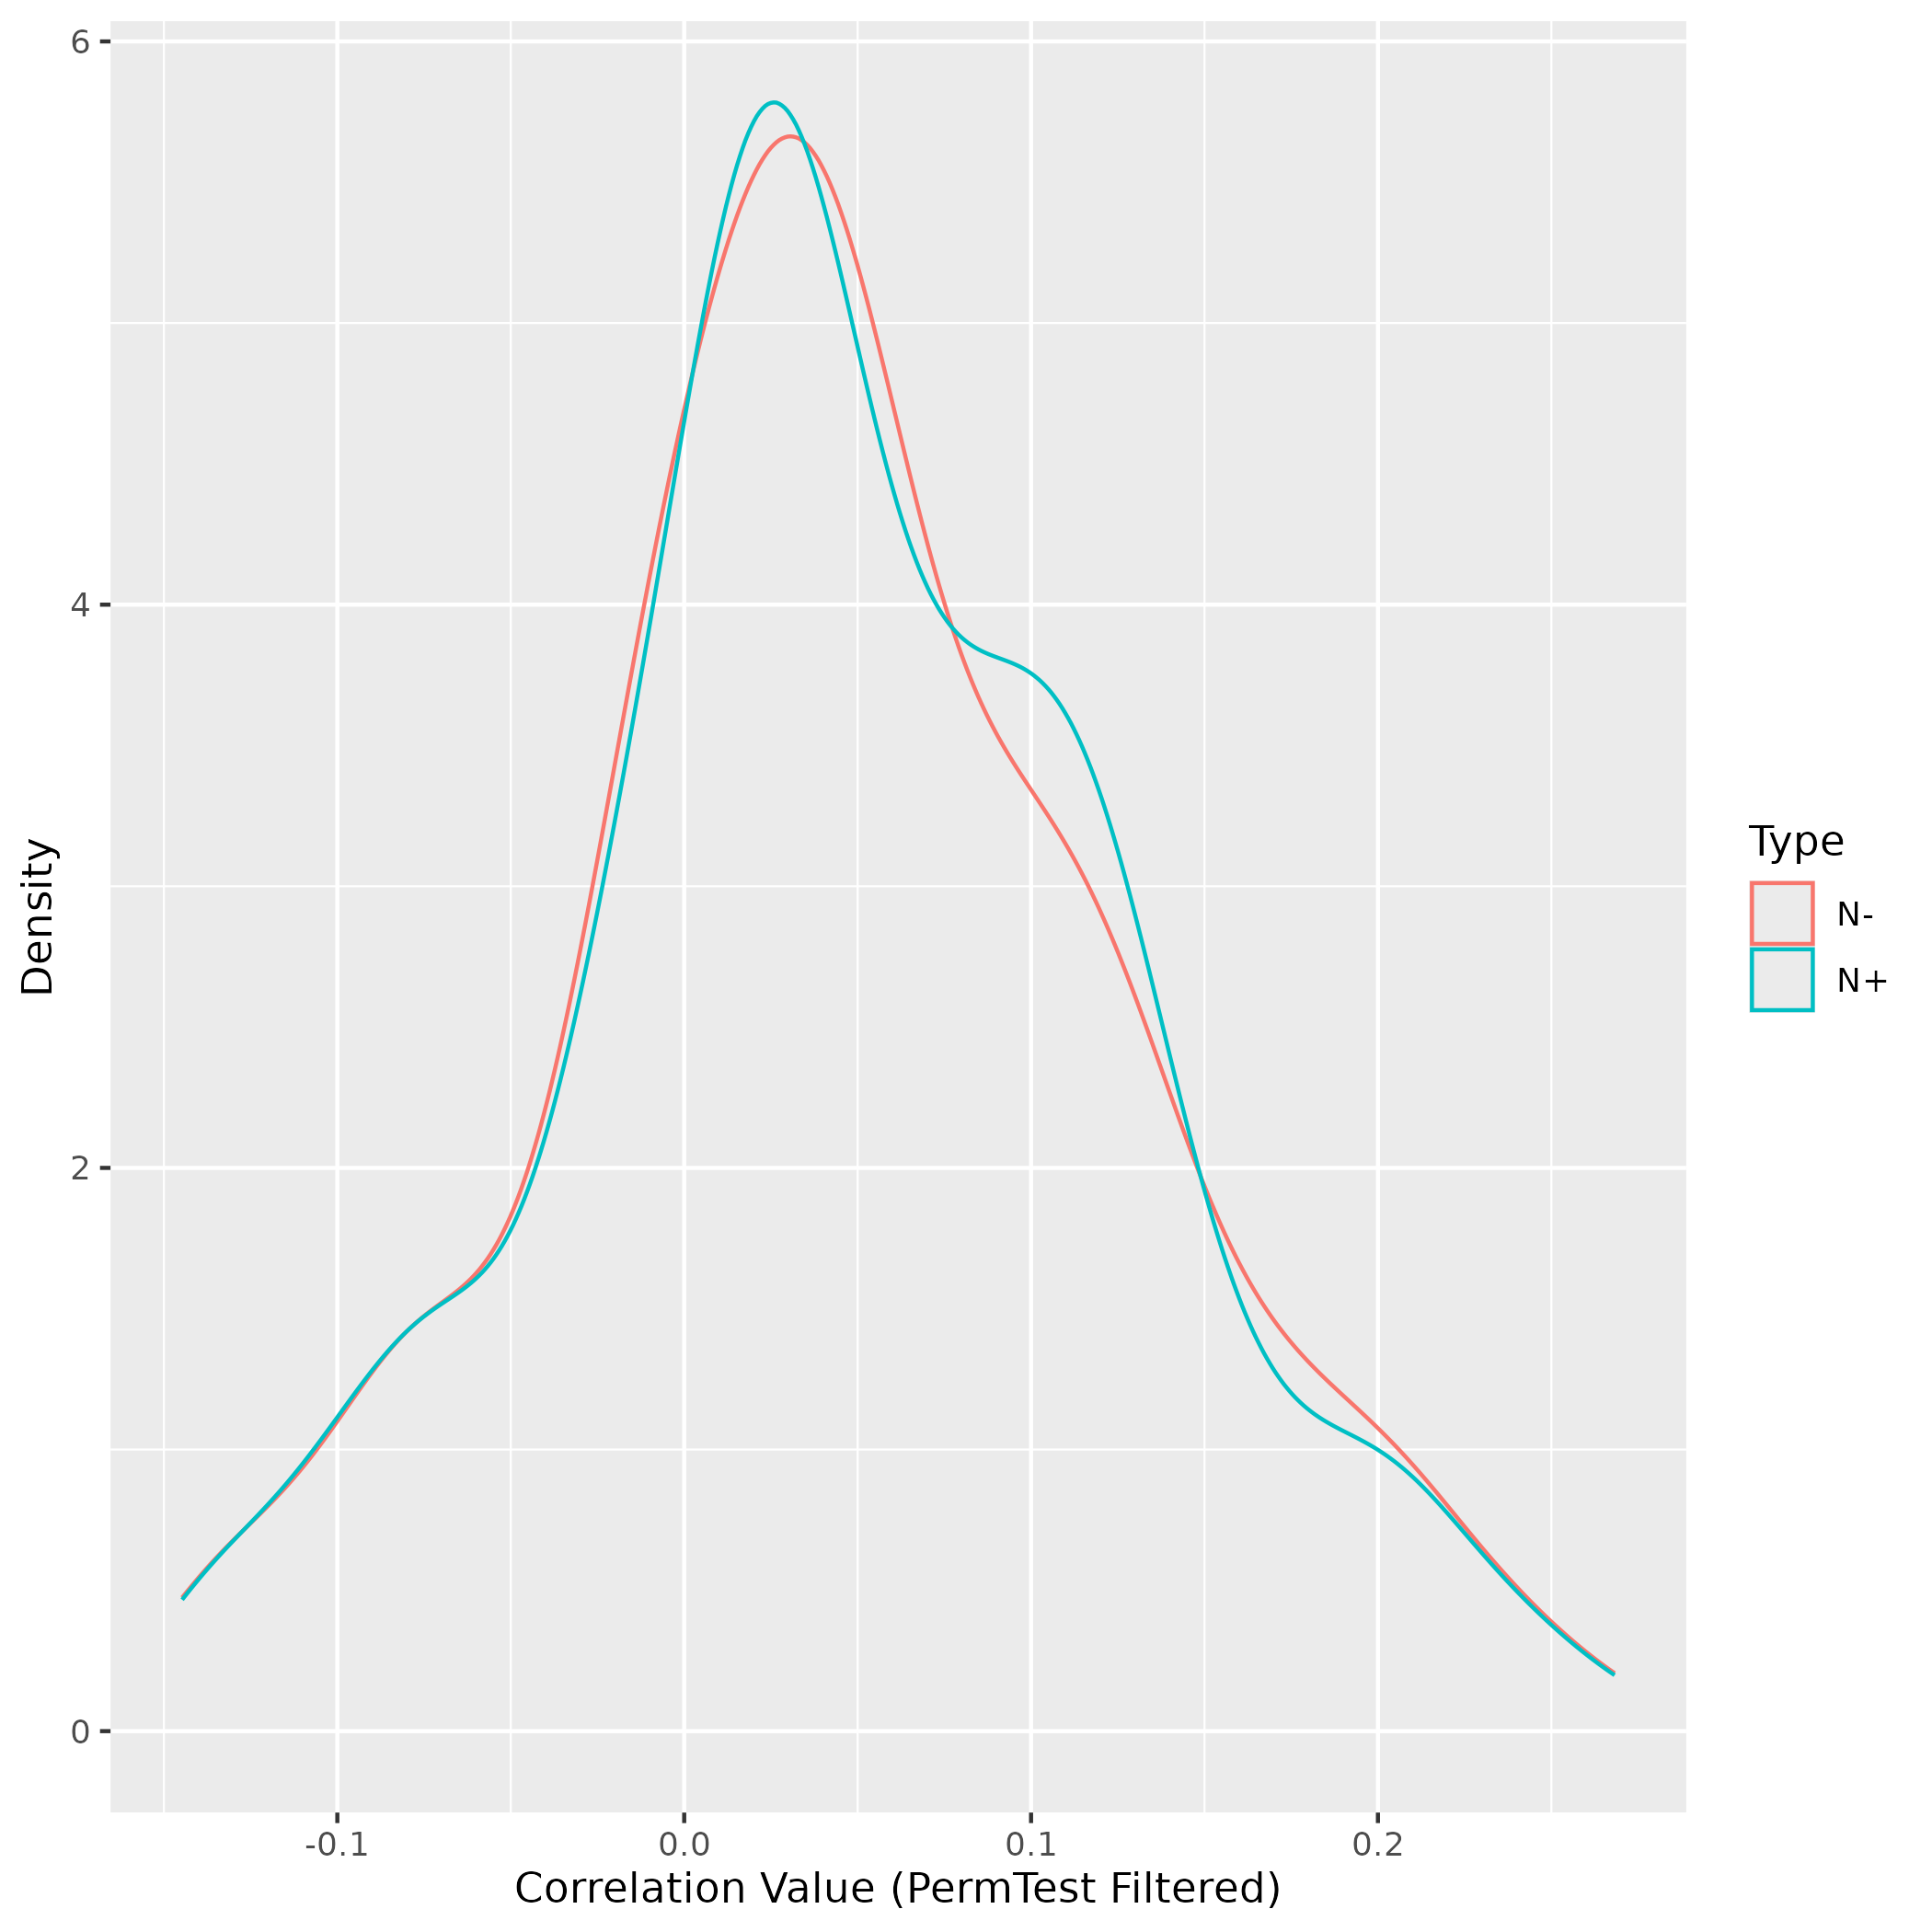 6
4
2
0
Density
-0.1 0.0 0.1 0.2
Correlation Value (PermTest Filtered)
Type
N-
N+